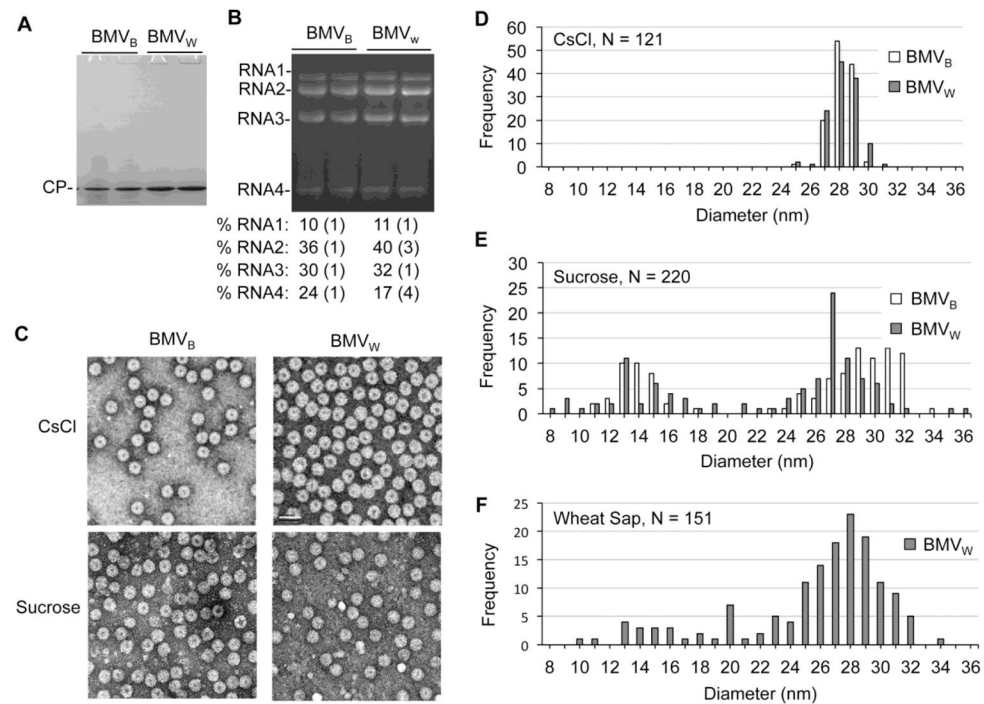 A
BMVB BMVW
CP-
B
BMVB BMVw
RNA1-
RNA2-
RNA3-
RNA4-
% RNA1: 10 (1) 11 (1)
% RNA2: 36 (1) 40 (3)
% RNA3: 30 (1) 32 (1)
% RNA4: 24 (1) 17 (4)
C
BMVB BMVW
CsCl
Sucrose
D
CsCl, N = 121
BMVB
BMVW
Frequency
60
50
40
30
20
10
0
8 10 12 14 16 18 20 22 24 26 28 30 32 34 36
Diameter (nm)
E
Sucrose, N = 220
BMVB
BMVW
Frequency
30
25
20
15
10
5
0
8 10 12 14 16 18 20 22 24 26 28 30 32 34 36
Diameter (nm)
F
Wheat Sap, N = 151
BMVW
Frequency
25
20
15
10
5
0
8 10 12 14 16 18 20 22 24 26 28 30 32 34 36
Diameter (nm)